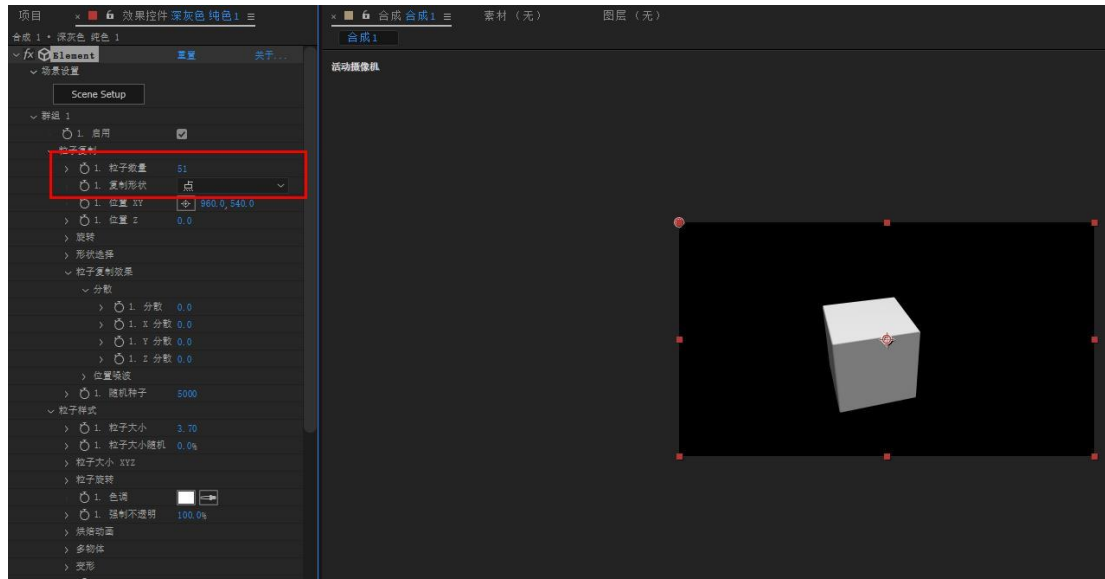 项目 × 效果控件 深灰色 纯色 1 ≡
合成 1 • 深灰色 纯色 1
fx Element 重置 关于...
场景设置
Scene Setup
群组 1
1. 启用
粒子复制
1. 粒子数量 51
1. 复制形状 点
1. 位置 XY 960.0, 540.0
1. 位置 Z 0.0
旋转
形状选择
粒子复制效果
分散
1. 分散 0.0
1. X 分散 0.0
1. Y 分散 0.0
1. Z 分散 0.0
位置噪波
1. 随机种子 5000
粒子样式
1. 粒子大小 3.70
1. 粒子大小随机 0.0%
粒子大小 XYZ
粒子旋转
1. 色调
1. 强制不透明 100.0%
烘焙动画
多物体
变形
× 合成 合成1 ≡ 素材 (无) 图层 (无)
合成1
活动摄像机